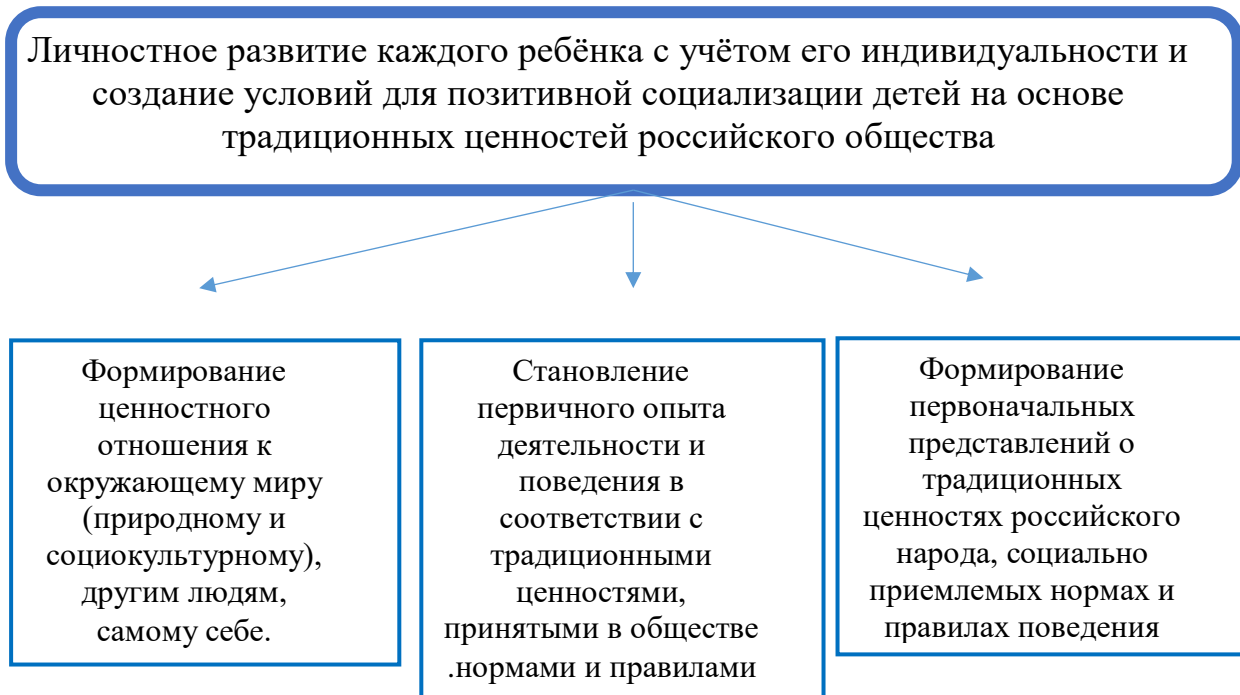 Личностное развитие каждого ребёнка с учётом его индивидуальности и
создание условий для позитивной социализации детей на основе
традиционных ценностей российского общества
Формирование
ценностного
отношения к
окружающему миру
(природному и
социокультурному),
другим людям,
самому себе.
Становление
первичного опыта
деятельности и
поведения в
соответствии с
традиционными
ценностями,
принятыми в обществе
.нормами и правилами
Формирование
первоначальных
представлений о
традиционных
ценностях российского
народа, социально
приемлемых нормах и
правилах поведения